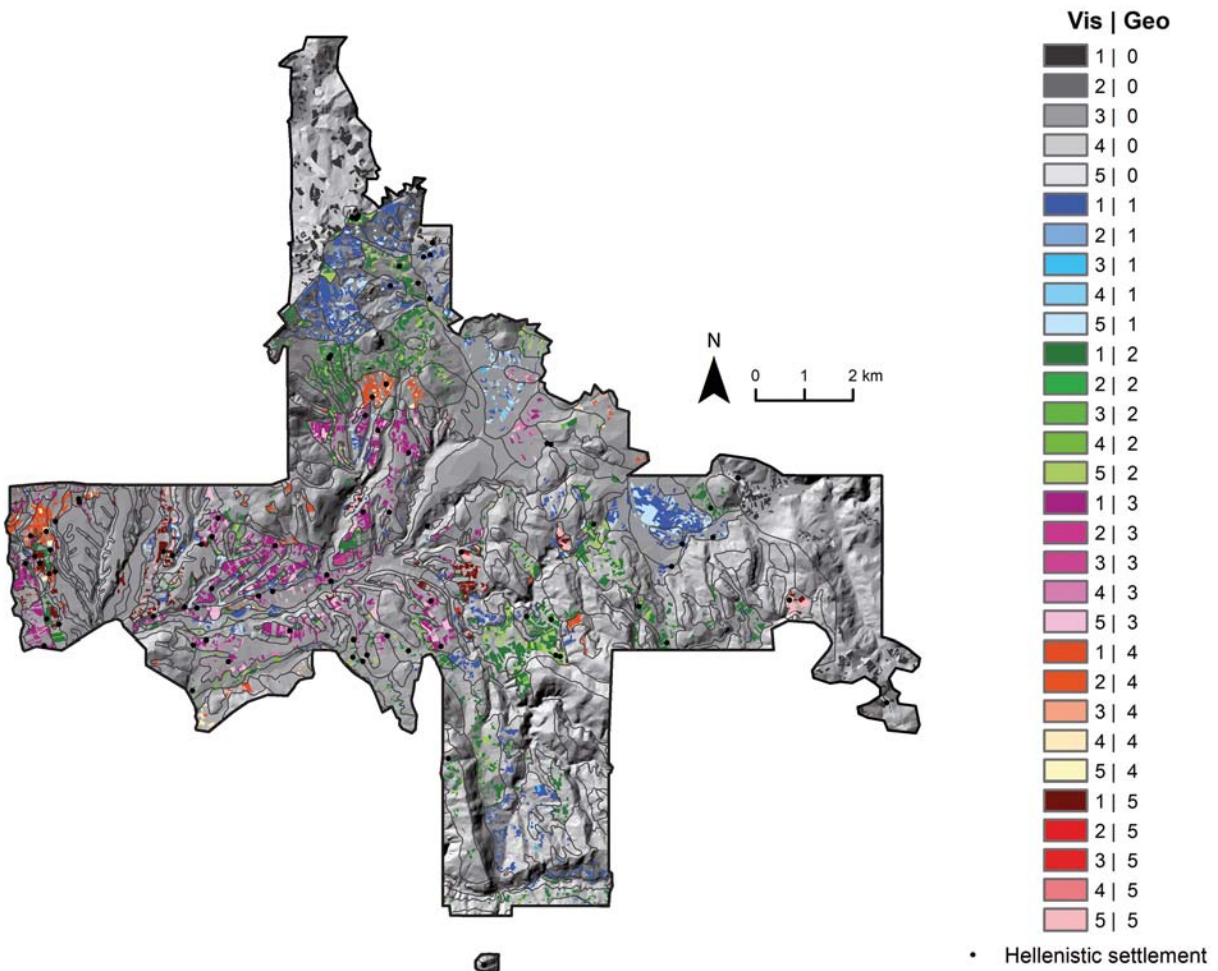 Vis | Geo
1 | 0
2 | 0
3 | 0
4 | 0
5 | 0
1 | 1
2 | 1
3 | 1
4 | 1
5 | 1
1 | 2
2 | 2
3 | 2
4 | 2
5 | 2
1 | 3
2 | 3
3 | 3
4 | 3
5 | 3
1 | 4
2 | 4
3 | 4
4 | 4
5 | 4
1 | 5
2 | 5
3 | 5
4 | 5
5 | 5
• Hellenistic settlement
N
0 1 2 km